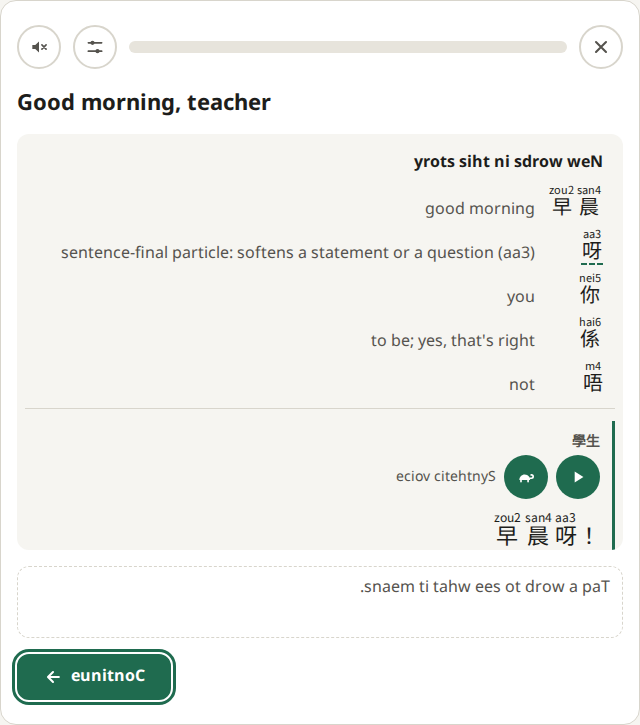 Good morning, teacher
yrots siht ni sdrow weN
zou2 san4
早晨 good morning
aa3
呀 sentence-final particle: softens a statement or a question (aa3)
nei5
你 you
hai6
係 to be; yes, that's right
m4
唔 not
學生
eciov citehtnyS
zou2 san4 aa3
早晨呀！
.snaem ti tahw ees ot drow a paT
eunitnoC